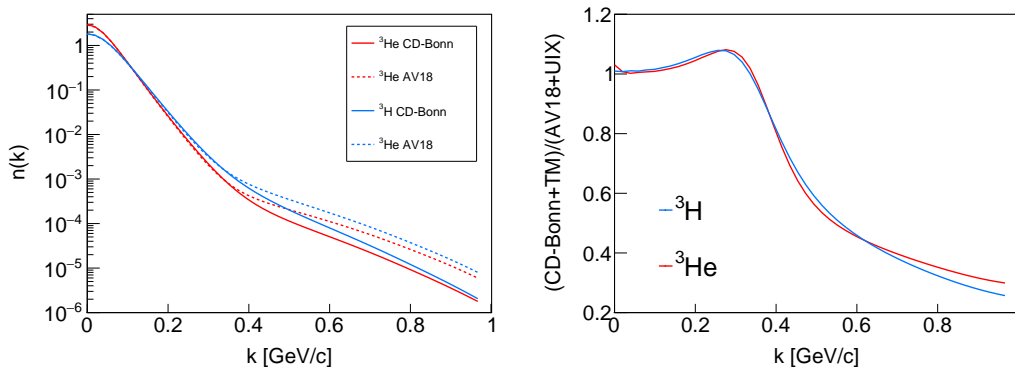 1
10⁻¹
10⁻²
10⁻³
10⁻⁴
10⁻⁵
10⁻⁶
n(k)
0
0.2
0.4
0.6
0.8
1
k [GeV/c]
³He CD-Bonn
³He AV18
³H CD-Bonn
³He AV18
1.2
1
0.8
0.6
0.4
0.2
(CD-Bonn+TM)/(AV18+UIX)
³H
³He
0
0.2
0.4
0.6
0.8
k [GeV/c]